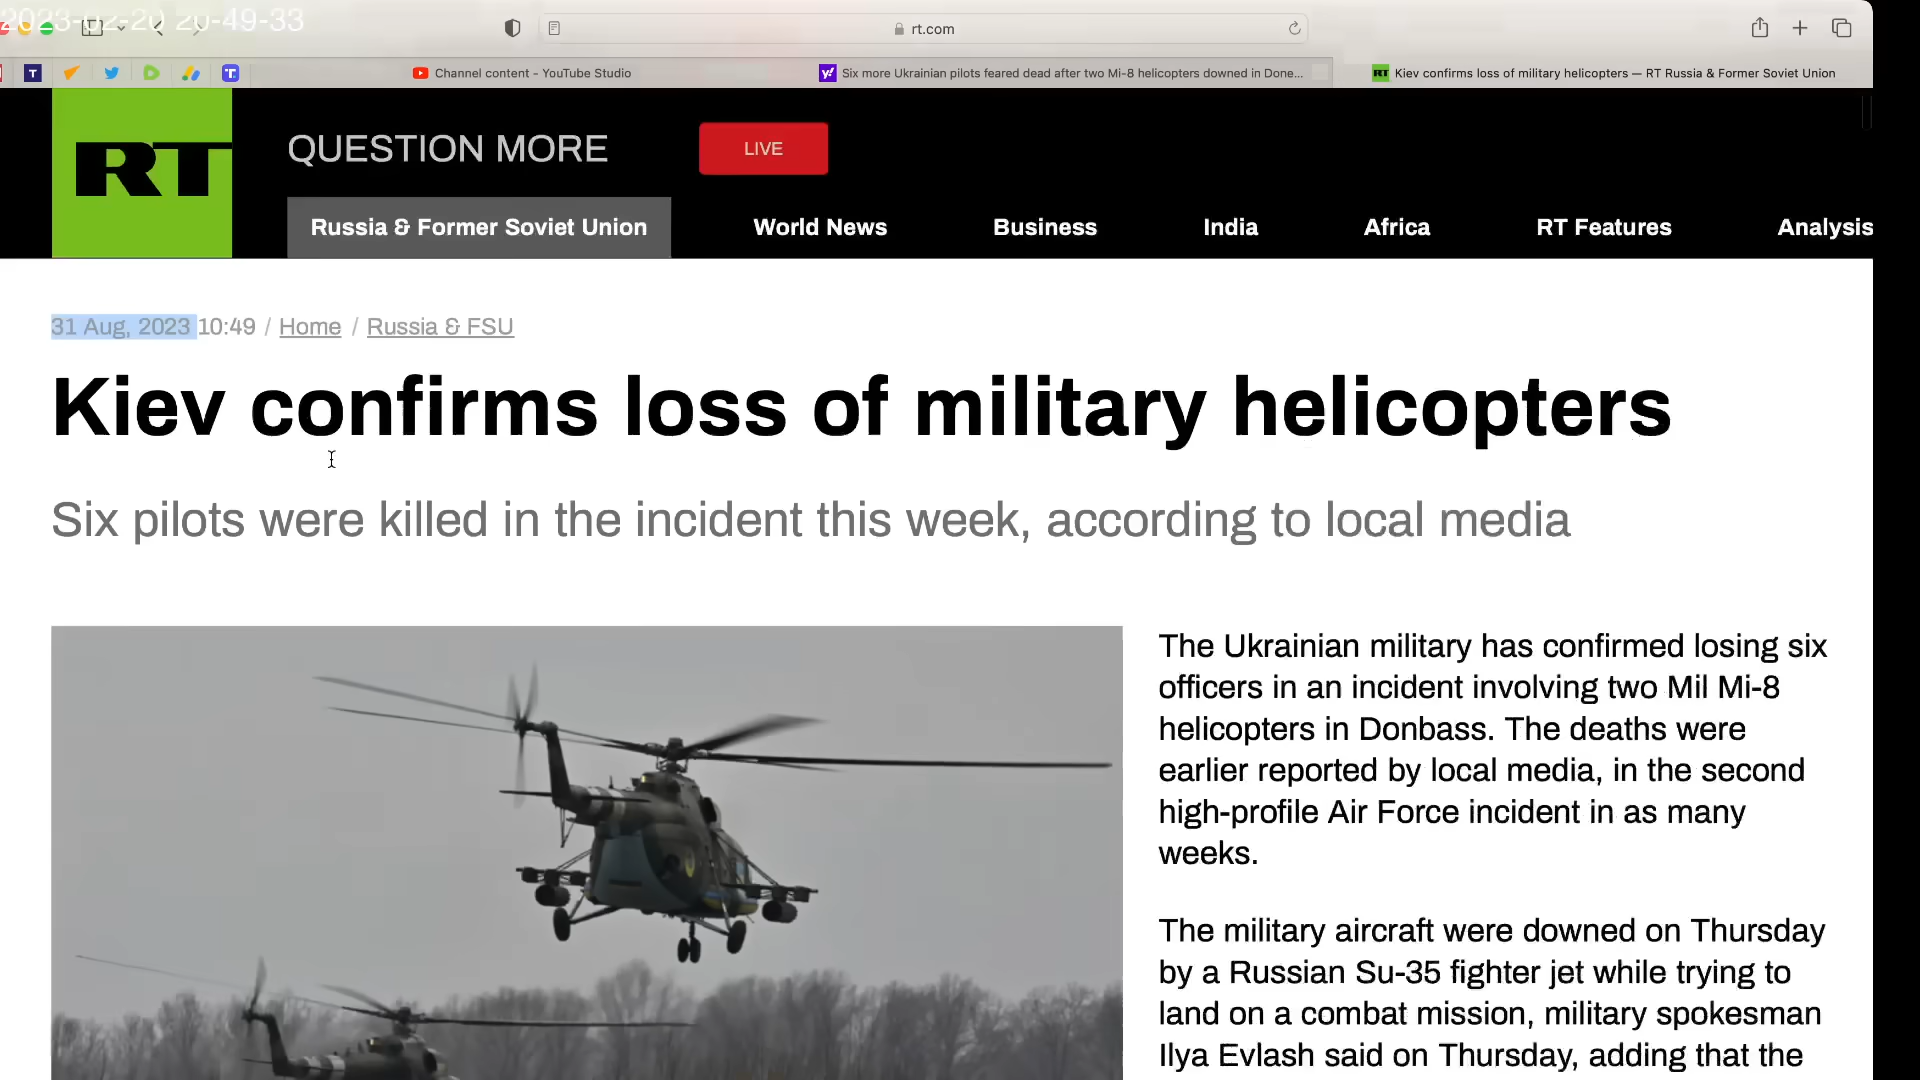 2023-02-20 20-49-33
rt.com
Channel content - YouTube Studio
Six more Ukrainian pilots feared dead after two Mi-8 helicopters downed in Done...
Kiev confirms loss of military helicopters — RT Russia & Former Soviet Union
RT
QUESTION MORE
LIVE
Russia & Former Soviet Union
World News
Business
India
Africa
RT Features
Analysis
31 Aug, 2023 10:49 / Home / Russia & FSU
Kiev confirms loss of military helicopters
Six pilots were killed in the incident this week, according to local media
The Ukrainian military has confirmed losing six
officers in an incident involving two Mil Mi-8
helicopters in Donbass. The deaths were
earlier reported by local media, in the second
high-profile Air Force incident in as many
weeks.
The military aircraft were downed on Thursday
by a Russian Su-35 fighter jet while trying to
land on a combat mission, military spokesman
Ilya Evlash said on Thursday, adding that the